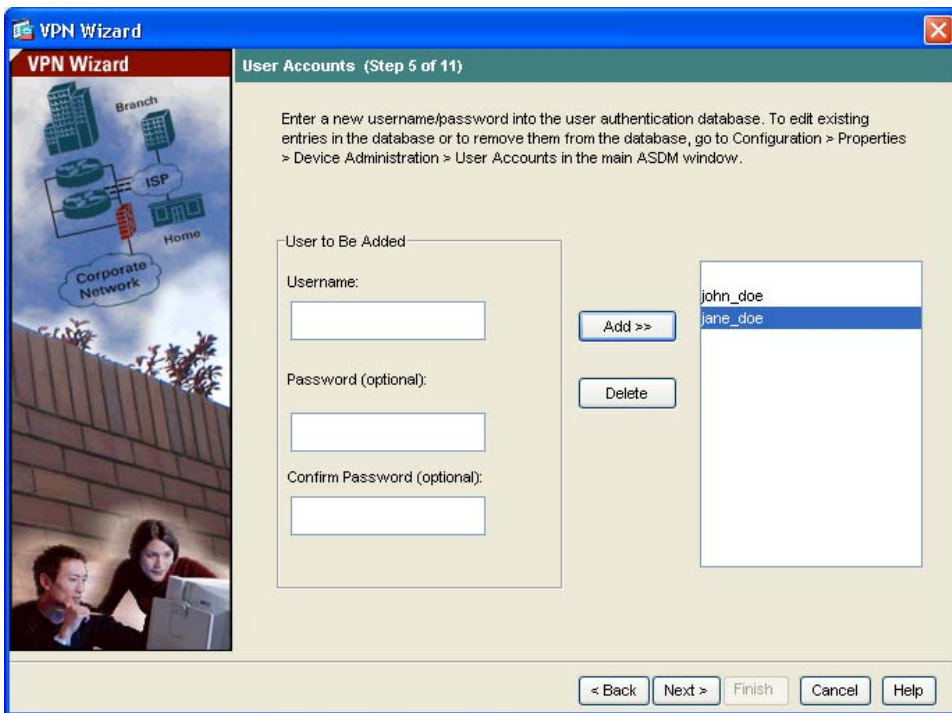 VPN Wizard
VPN Wizard
Branch
ISP
Home
Corporate
Network
User Accounts (Step 5 of 11)
Enter a new username/password into the user authentication database. To edit existing
entries in the database or to remove them from the database, go to Configuration > Properties
> Device Administration > User Accounts in the main ASDM window.
User to Be Added
Username:
Password (optional):
Confirm Password (optional):
Add >>
Delete
john_doe
jane_doe
< Back
Next >
Finish
Cancel
Help